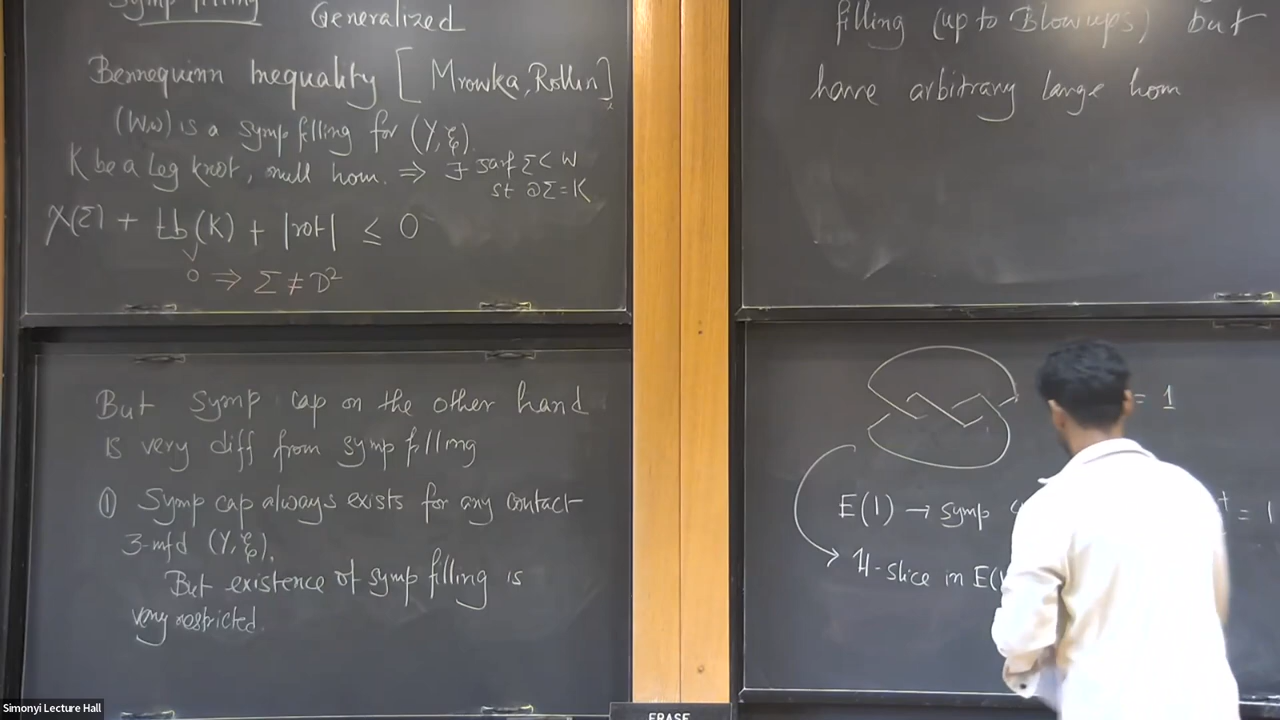 Symp filling
Generalized
Bennequinn Inequality [Mrowka, Rollin]
(W,ω) is a symp filling for (Y,ξ).
K be a Leg knot, null hom. ⇒ ∃ surf Σ ⊂ W
st ∂Σ = K
χ(Σ) + tb(K) + |rot| ≤ 0
0 ⇒ Σ ≠ D²
But symp cap on the other hand
is very diff from symp filling
① Symp cap always exists for any contact
3-mfd (Y,ξ).
But existence of symp filling is
very restricted.
filling (up to Blowups) but
have arbitrary large hom
= 1
E(1) → symp
= 1
H-slice in E(
ERASE
Simonyi Lecture Hall